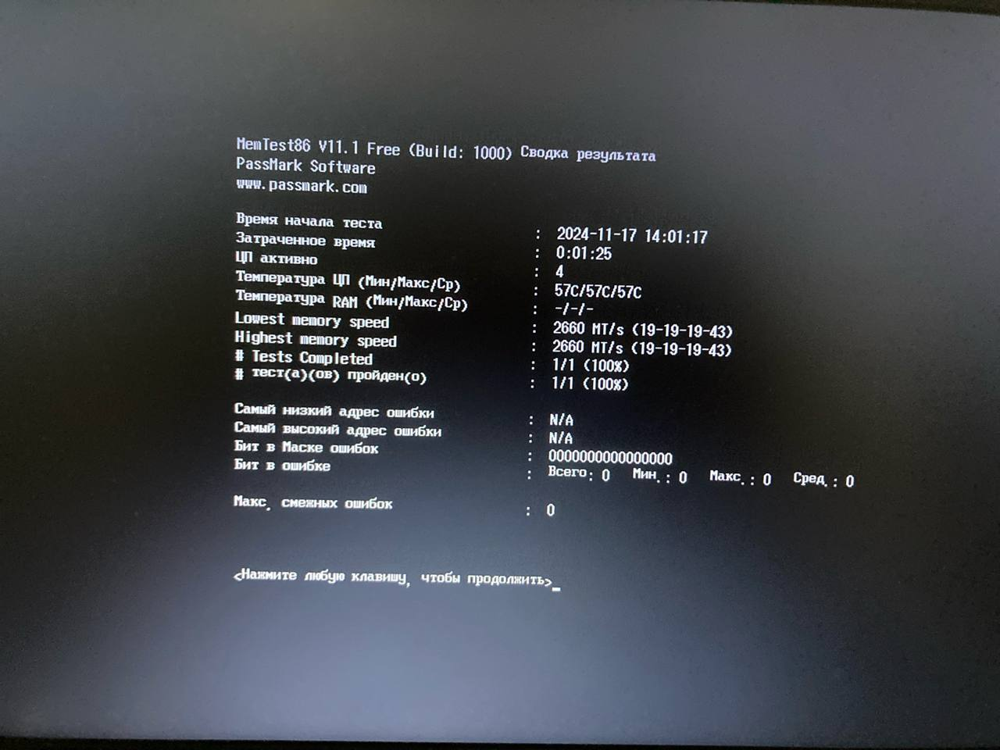 MemTest86 V11.1 Free (Build: 1000) Сводка результата
PassMark Software
www.passmark.com
Время начала теста : 2024-11-17 14:01:17
Затраченное время : 0:01:25
ЦП активно : 4
Температура ЦП (Мин/Макс/Ср) : 57C/57C/57C
Температура RAM (Мин/Макс/Ср) : -/-/-
Lowest memory speed : 2660 MT/s (19-19-19-43)
Highest memory speed : 2660 MT/s (19-19-19-43)
# Tests Completed : 1/1 (100%)
# тест(а)(ов) пройден(о) : 1/1 (100%)
Самый низкий адрес ошибки : N/A
Самый высокий адрес ошибки : N/A
Бит в Маске ошибок : 0000000000000000
Бит в ошибке : Всего: 0 Мин.: 0 Макс.: 0 Сред.: 0
Макс. смежных ошибок : 0
<Нажмите любую клавишу, чтобы продолжить>_